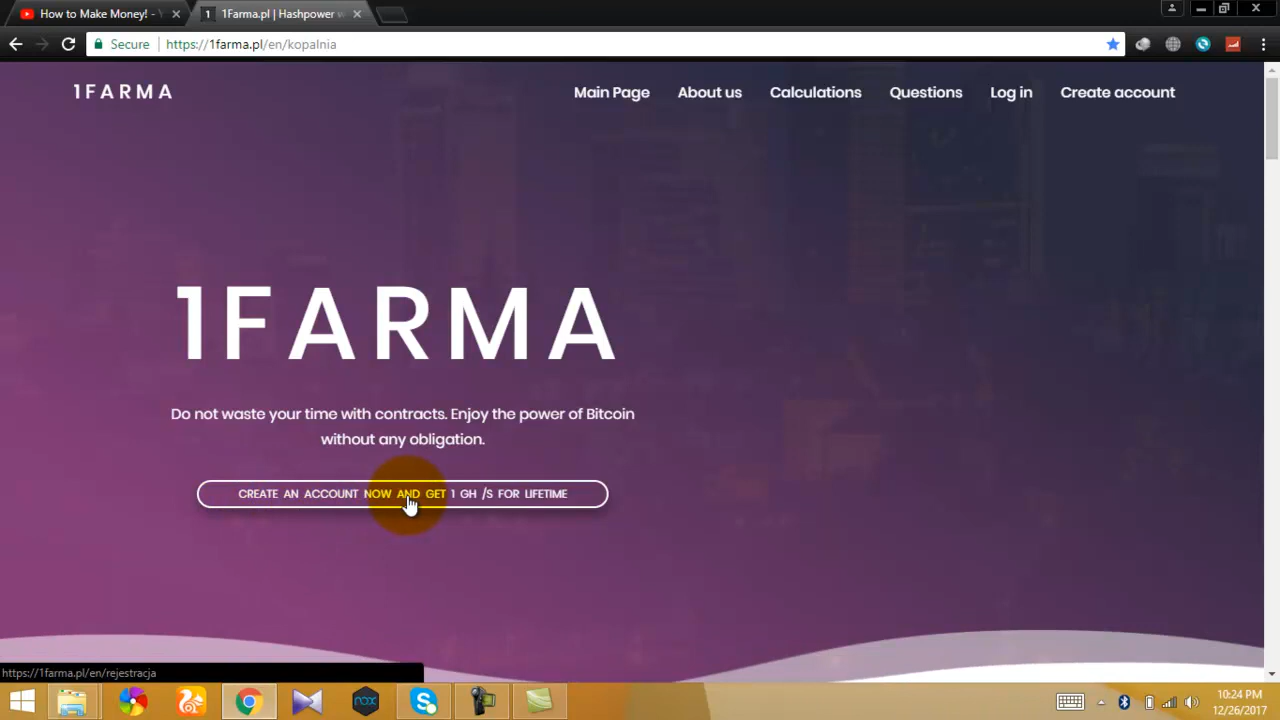 How to Make Money! -
1Farma.pl | Hashpower
Secure
https://1farma.pl/en/kopalnia
1FARMA
Main Page
About us
Calculations
Questions
Log in
Create account
1FARMA
Do not waste your time with contracts. Enjoy the power of Bitcoin
without any obligation.
CREATE AN ACCOUNT NOW AND GET 1 GH /S FOR LIFETIME
https://1farma.pl/en/rejestracja
nox
10:24 PM
12/26/2017